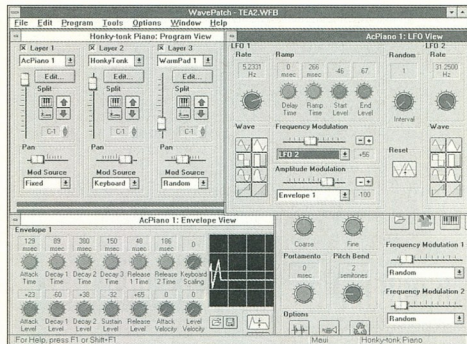 WavePatch - TEA2.WFB
File Edit Program Tools Options Window Help
Honky-tonk Piano: Program View
Layer 1 Layer 2 Layer 3
AcPiano 1 HonkyTonk WarmPad 1
Edit... Edit... Edit...
Split Split Split
C-1 C-1 C-1
Pan Pan Pan
Mod Source Mod Source Mod Source
Fixed Keyboard Random
AcPiano 1: LFO View
LFO 1
Rate
5.2331 Hz
Ramp
0 msec 266 msec -46 67
Delay Time Ramp Time Start Level End Level
Random
1
Interval
LFO 2
Rate
31.2500 Hz
Wave
Frequency Modulation
LFO 2 +56
Amplitude Modulation
Envelope 1 -100
Reset
Wave
AcPiano 1: Envelope View
Envelope 1
129 msec 89 msec 380 msec 150 msec 48 msec 186 msec 0
Attack Time Decay 1 Time Decay 2 Time Decay 3 Time Release 1 Time Release 2 Time Keyboard Scaling
+23 -60 +38 -32 +65 0 0
Attack Level Decay 1 Level Decay 2 Level Sustain Level Release Level Attack Velocity Level Velocity
Coarse Fine
Portamento Pitch Bend
0 msec 2 semitones
Options
Frequency Modulation 1
Random
Frequency Modulation 2
Random
For Help, press F1 or Shift+F1 Maui Honky-tonk Piano